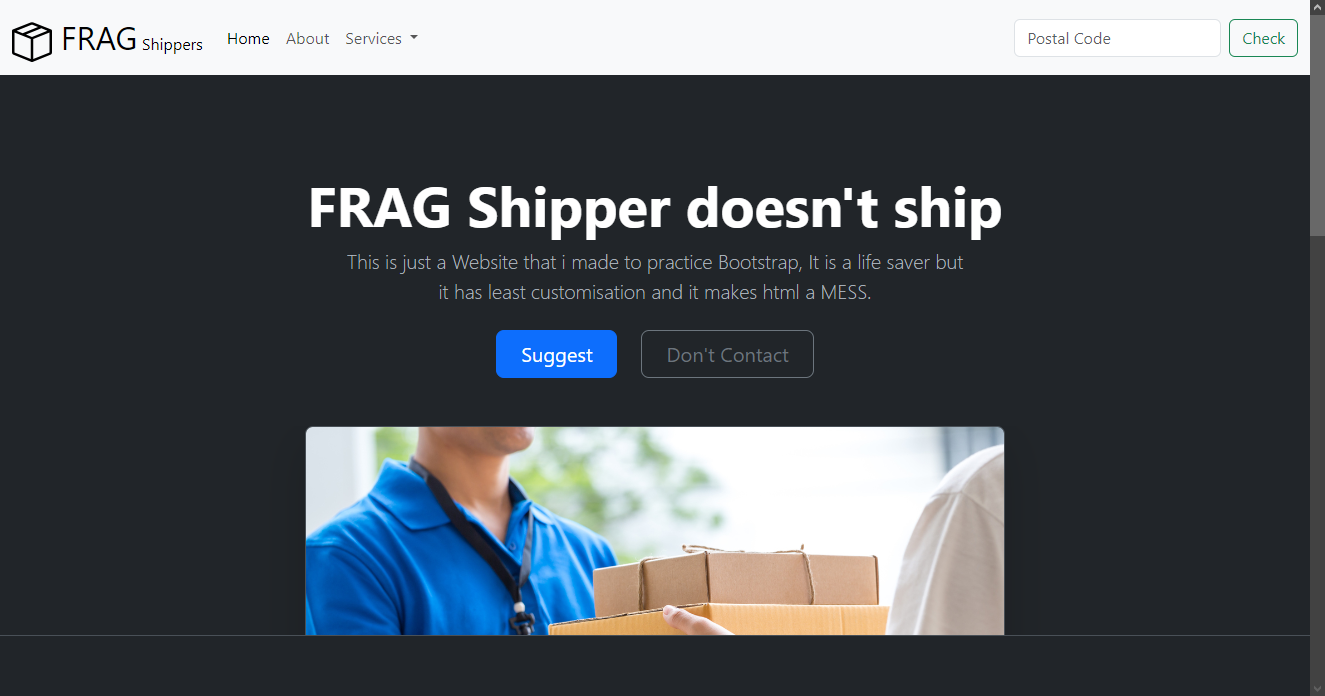 FRAG Shippers
Home
About
Services
Postal Code
Check
FRAG Shipper doesn't ship
This is just a Website that i made to practice Bootstrap, It is a life saver but
it has least customisation and it makes html a MESS.
Suggest
Don't Contact